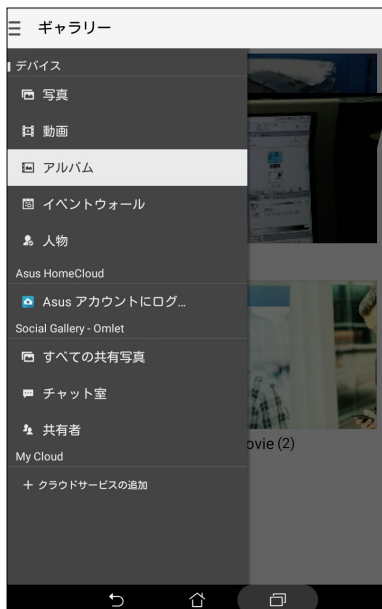 ギャラリー
デバイス
写真
動画
アルバム
イベントウォール
人物
Asus HomeCloud
Asus アカウントにログ...
Social Gallery - Omlet
すべての共有写真
チャット室
共有者
ovie (2)
My Cloud
+ クラウドサービスの追加